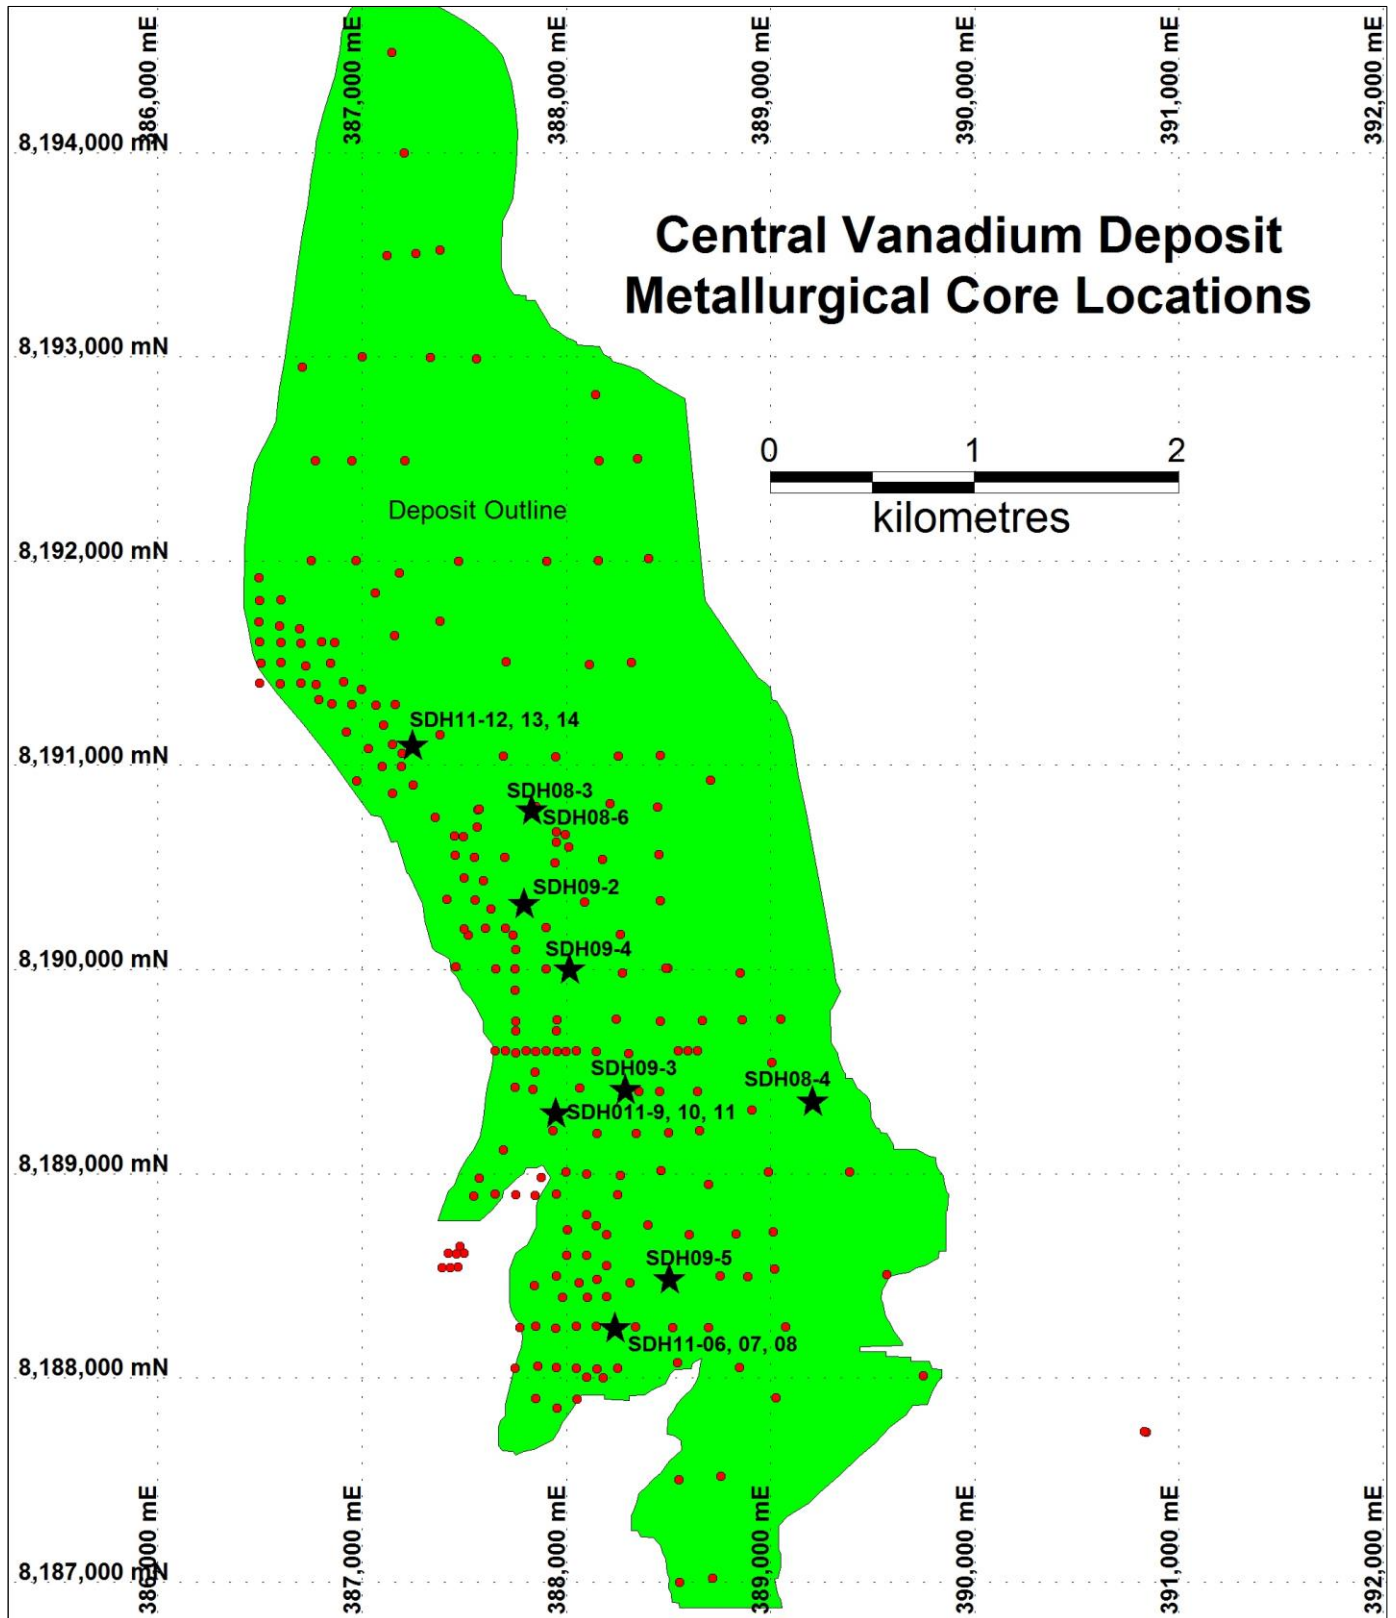 386,000 mE
387,000 mE
388,000 mE
389,000 mE
390,000 mE
391,000 mE
392,000 mE
8,194,000 mN
Central Vanadium Deposit
Metallurgical Core Locations
8,193,000 mN
0 1 2
kilometres
Deposit Outline
8,192,000 mN
SDH11-12, 13, 14
8,191,000 mN
SDH08-3
SDH08-6
SDH09-2
SDH09-4
8,190,000 mN
SDH09-3
SDH08-4
SDH011-9, 10, 11
8,189,000 mN
SDH09-5
SDH11-06, 07, 08
8,188,000 mN
8,187,000 mN
386,000 mE
387,000 mE
388,000 mE
389,000 mE
390,000 mE
391,000 mE
392,000 mE